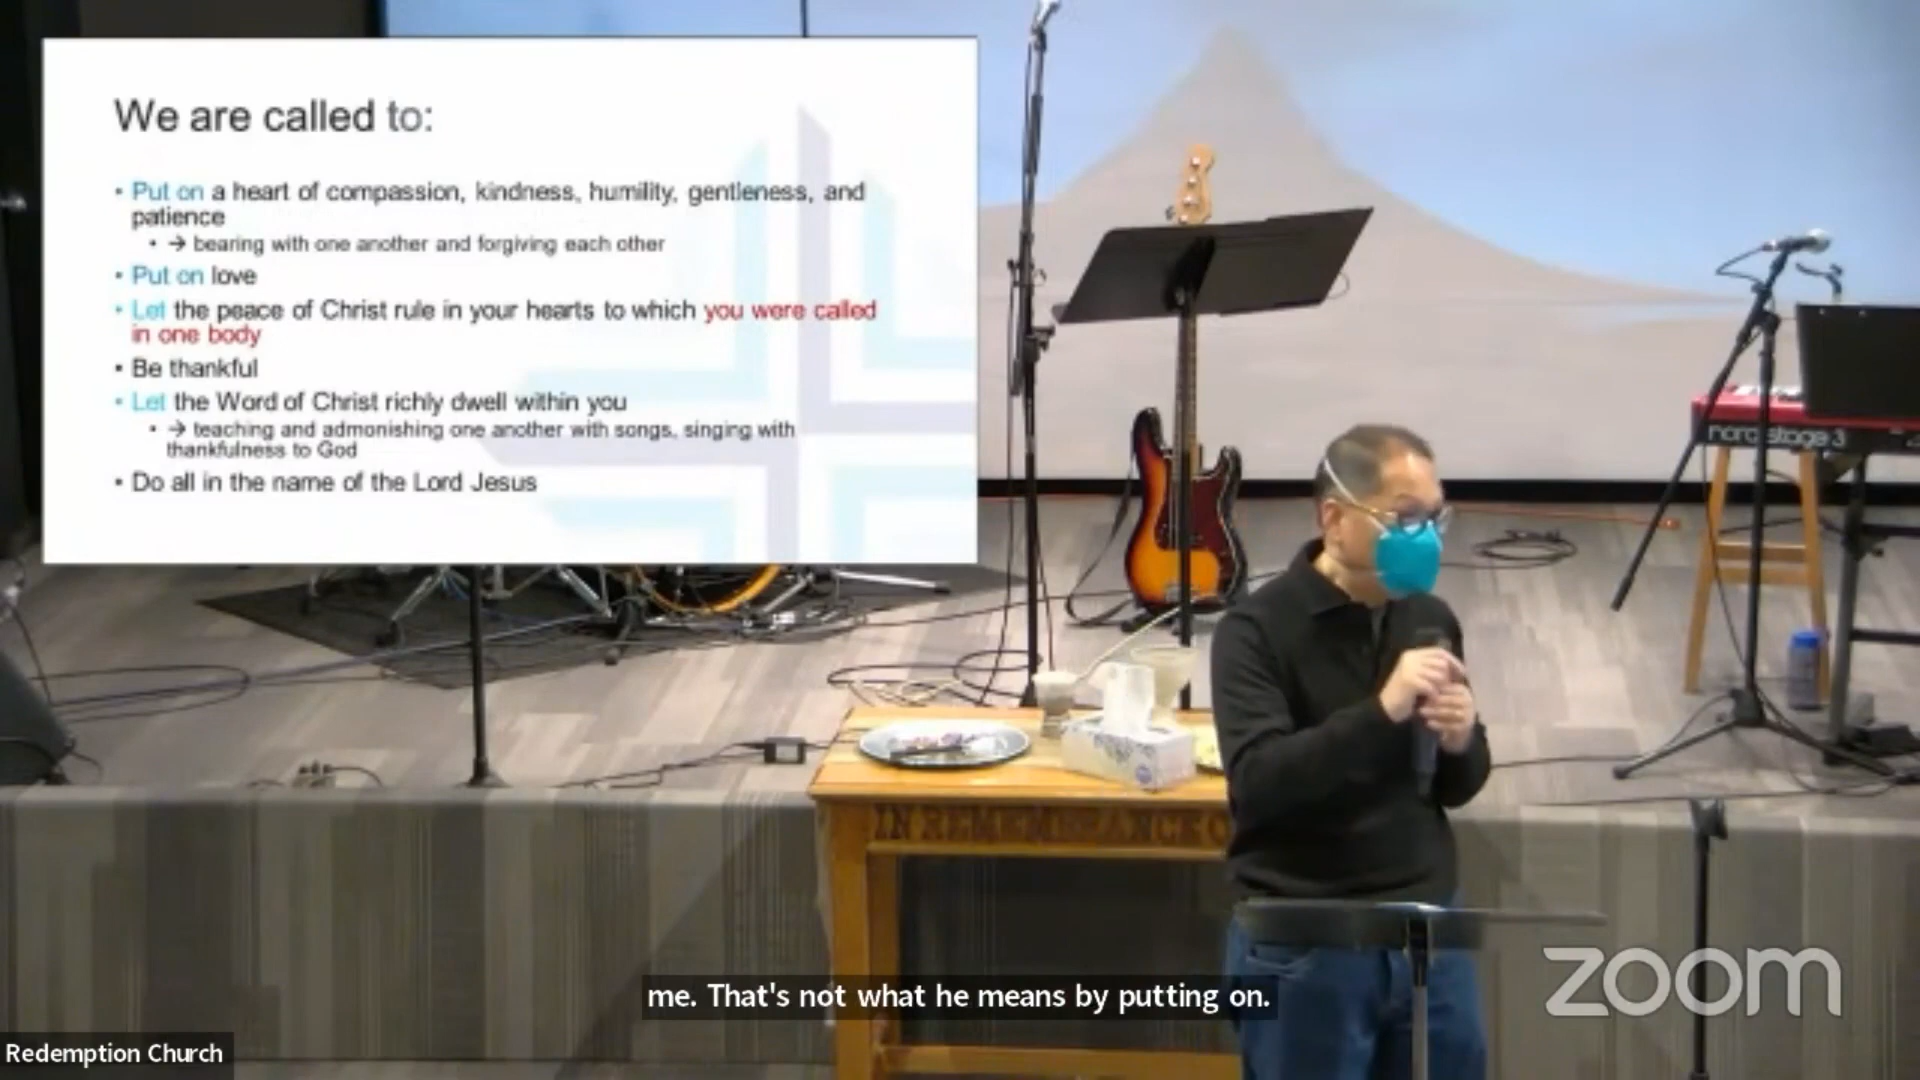 We are called to:
• Put on a heart of compassion, kindness, humility, gentleness, and
patience
• → bearing with one another and forgiving each other
• Put on love
• Let the peace of Christ rule in your hearts to which you were called
in one body
• Be thankful
• Let the Word of Christ richly dwell within you
• → teaching and admonishing one another with songs, singing with
thankfulness to God
• Do all in the name of the Lord Jesus
nord stage 3
IN REMEMBRANCE O
me. That's not what he means by putting on.
zoom
Redemption Church